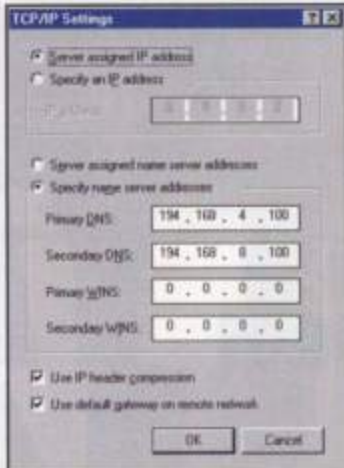 TCP/IP Settings
Server assigned IP address
Specify an IP address
Server assigned name server addresses
Specify name server addresses
Primary DNS: 194 . 168 . 4 . 100
Secondary DNS: 194 . 168 . 8 . 100
Primary WINS: 0 . 0 . 0 . 0
Secondary WINS: 0 . 0 . 0 . 0
Use IP header compression
Use default gateway on remote network
OK Cancel